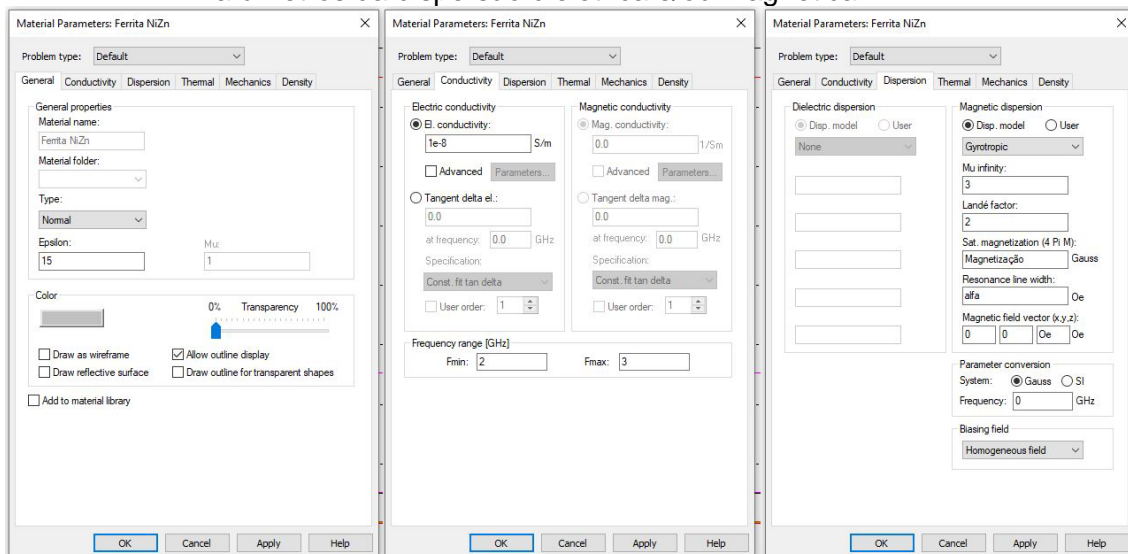 Material Parameters: Ferrita NiZn
Problem type: Default
General Conductivity Dispersion Thermal Mechanics Density
General properties
Material name:
Ferrita NiZn
Material folder:
Type:
Normal
Epsilon: Mu:
15 1
Color
0% Transparency 100%
Draw as wireframe Allow outline display
Draw reflective surface Draw outline for transparent shapes
Add to material library
OK Cancel Apply Help
Material Parameters: Ferrita NiZn
Problem type: Default
General Conductivity Dispersion Thermal Mechanics Density
Electric conductivity Magnetic conductivity
El. conductivity: Mag. conductivity:
1e-8 S/m 0.0 1/Sm
Advanced Parameters... Advanced Parameters...
Tangent delta el.: Tangent delta mag.:
0.0 0.0
at frequency: 0.0 GHz at frequency: 0.0 GHz
Specification: Specification:
Const. fit tan delta Const. fit tan delta
User order: 1 User order: 1
Frequency range [GHz]
Fmin: 2 Fmax: 3
OK Cancel Apply Help
Material Parameters: Ferrita NiZn
Problem type: Default
General Conductivity Dispersion Thermal Mechanics Density
Dielectric dispersion Magnetic dispersion
Disp. model User Disp. model User
None Gyrotropic
Mu infinity:
3
Landé factor:
2
Sat. magnetization (4 Pi M):
Magnetização Gauss
Resonance line width:
alfa Oe
Magnetic field vector (x,y,z):
0 0 Oe Oe
Parameter conversion
System: Gauss SI
Frequency: 0 GHz
Biasing field
Homogeneous field
OK Cancel Apply Help